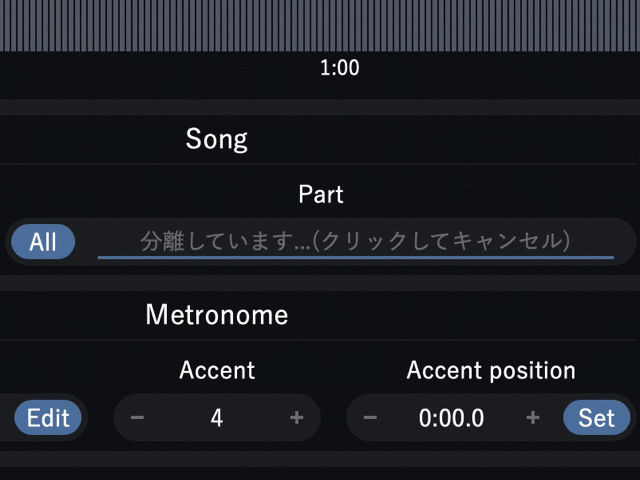 1:00
Song
Part
All 分離しています...(クリックしてキャンセル)
Metronome
Accent Accent position
Edit − 4 + − 0:00.0 + Set